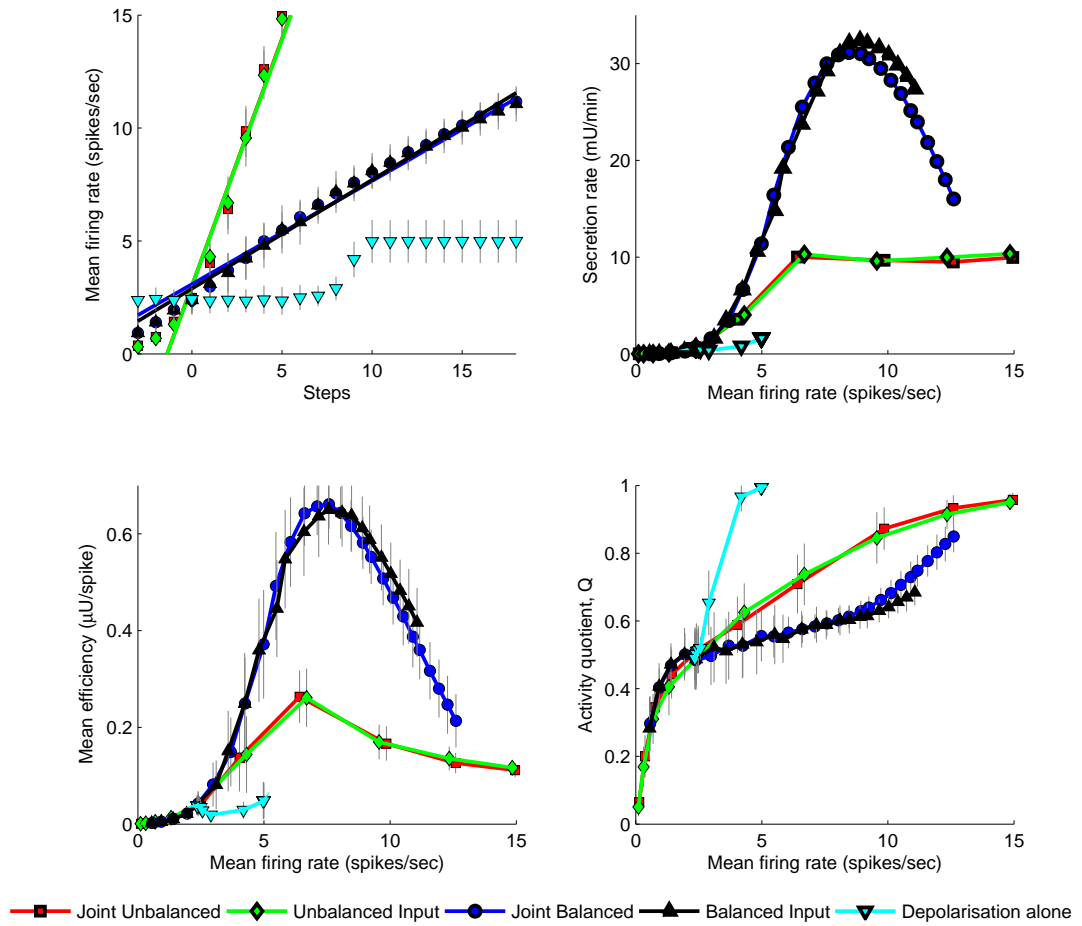 15
10
5
0
Mean firing rate (spikes/sec)
0 5 10 15
Steps
30
20
10
0
Secretion rate (mU/min)
0 5 10 15
Mean firing rate (spikes/sec)
0.6
0.4
0.2
0
Mean efficiency (µU/spike)
0 5 10 15
Mean firing rate (spikes/sec)
1
0.8
0.6
0.4
0.2
0
Activity quotient, Q
0 5 10 15
Mean firing rate (spikes/sec)
Joint Unbalanced Unbalanced Input Joint Balanced Balanced Input Depolarisation alone